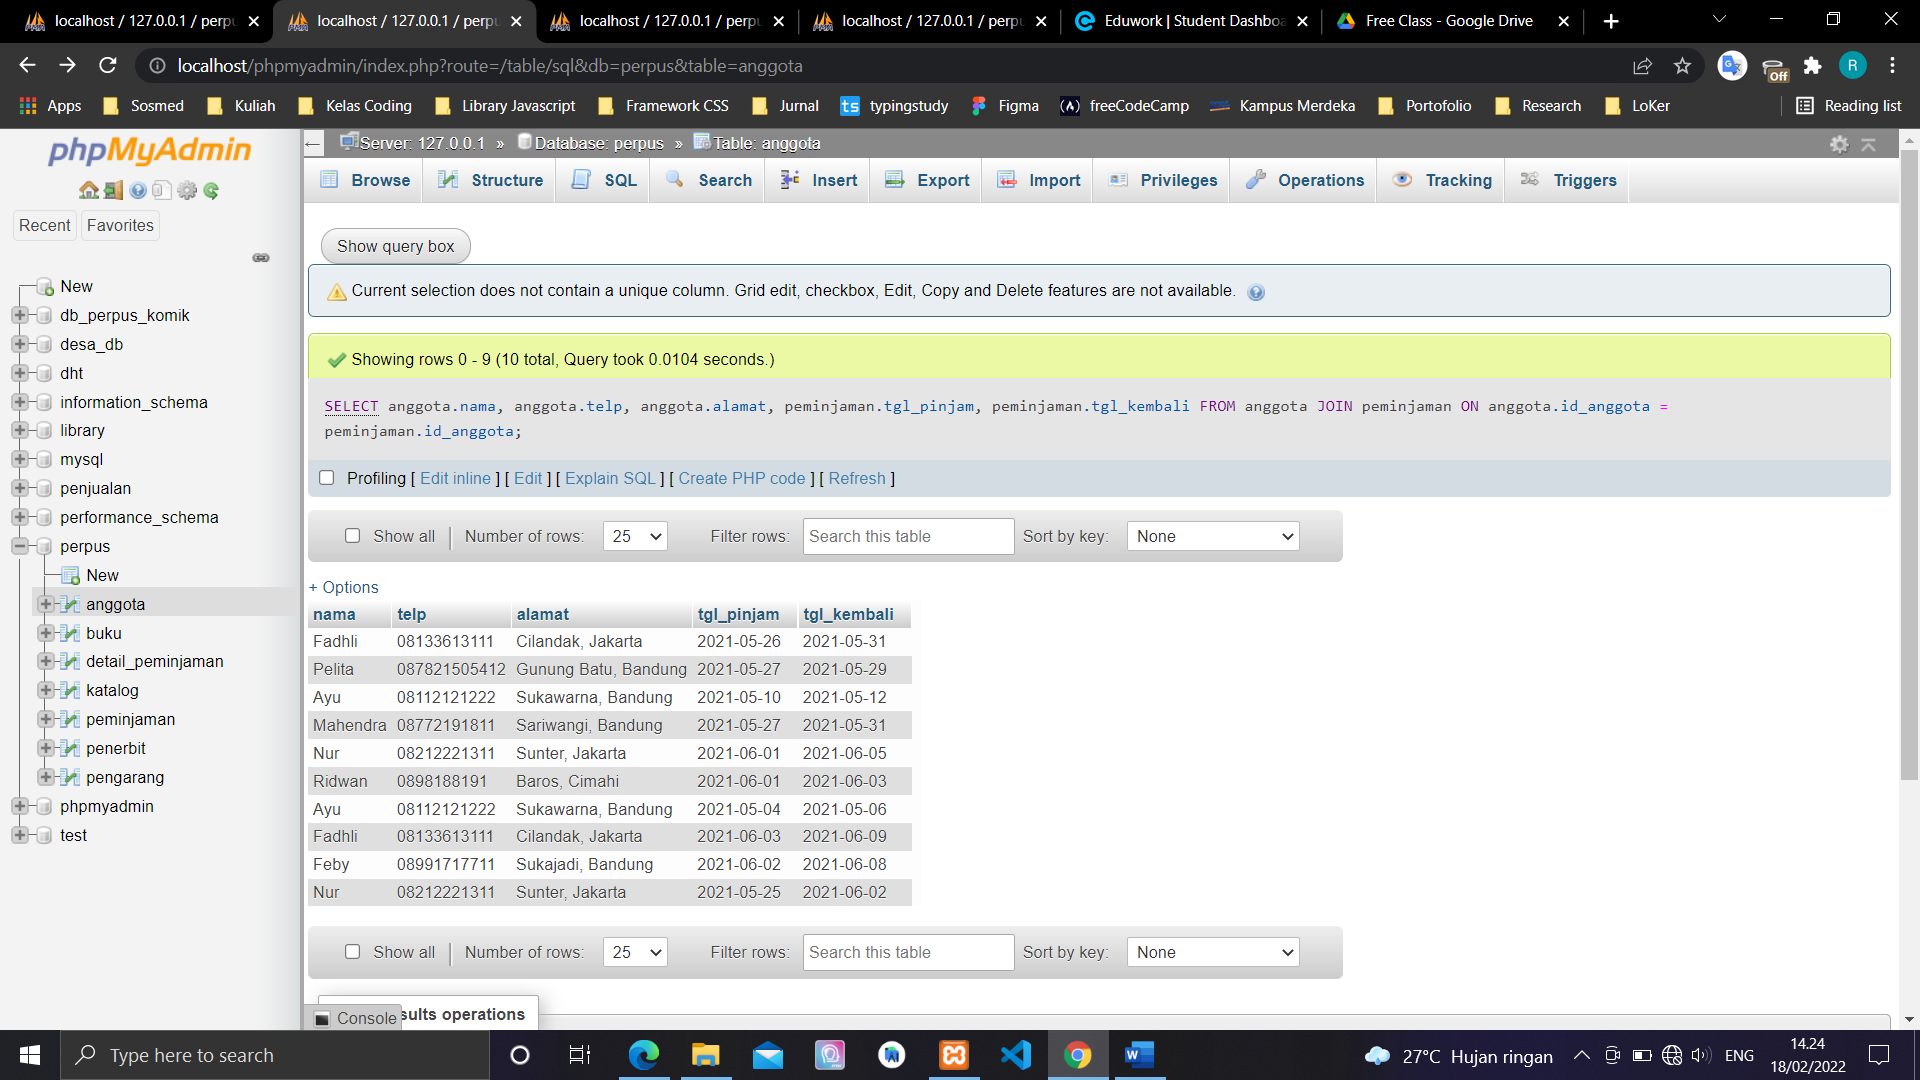 localhost / 127.0.0.1 / perpu
localhost / 127.0.0.1 / perpu
localhost / 127.0.0.1 / perpu
localhost / 127.0.0.1 / perpu
Eduwork | Student Dashboa
Free Class - Google Drive
localhost/phpmyadmin/index.php?route=/table/sql&db=perpus&table=anggota
Off
R
Apps Sosmed Kuliah Kelas Coding Library Javascript Framework CSS Jurnal ts typingstudy Figma freeCodeCamp Kampus Merdeka Portofolio Research LoKer Reading list
phpMyAdmin
Recent Favorites
New
db_perpus_komik
desa_db
dht
information_schema
library
mysql
penjualan
performance_schema
perpus
New
anggota
buku
detail_peminjaman
katalog
peminjaman
penerbit
pengarang
phpmyadmin
test
Server: 127.0.0.1 » Database: perpus » Table: anggota
Browse Structure SQL Search Insert Export Import Privileges Operations Tracking Triggers
Show query box
Current selection does not contain a unique column. Grid edit, checkbox, Edit, Copy and Delete features are not available.
Showing rows 0 - 9 (10 total, Query took 0.0104 seconds.)
SELECT anggota.nama, anggota.telp, anggota.alamat, peminjaman.tgl_pinjam, peminjaman.tgl_kembali FROM anggota JOIN peminjaman ON anggota.id_anggota =
peminjaman.id_anggota;
Profiling [ Edit inline ] [ Edit ] [ Explain SQL ] [ Create PHP code ] [ Refresh ]
Show all | Number of rows: 25 Filter rows: Search this table Sort by key: None
+ Options
nama telp alamat tgl_pinjam tgl_kembali
Fadhli 08133613111 Cilandak, Jakarta 2021-05-26 2021-05-31
Pelita 087821505412 Gunung Batu, Bandung 2021-05-27 2021-05-29
Ayu 08112121222 Sukawarna, Bandung 2021-05-10 2021-05-12
Mahendra 08772191811 Sariwangi, Bandung 2021-05-27 2021-05-31
Nur 08212221311 Sunter, Jakarta 2021-06-01 2021-06-05
Ridwan 0898188191 Baros, Cimahi 2021-06-01 2021-06-03
Ayu 08112121222 Sukawarna, Bandung 2021-05-04 2021-05-06
Fadhli 08133613111 Cilandak, Jakarta 2021-06-03 2021-06-09
Feby 08991717711 Sukajadi, Bandung 2021-06-02 2021-06-08
Nur 08212221311 Sunter, Jakarta 2021-05-25 2021-06-02
Show all | Number of rows: 25 Filter rows: Search this table Sort by key: None
Console sults operations
Type here to search
27°C Hujan ringan
ENG
14.24
18/02/2022